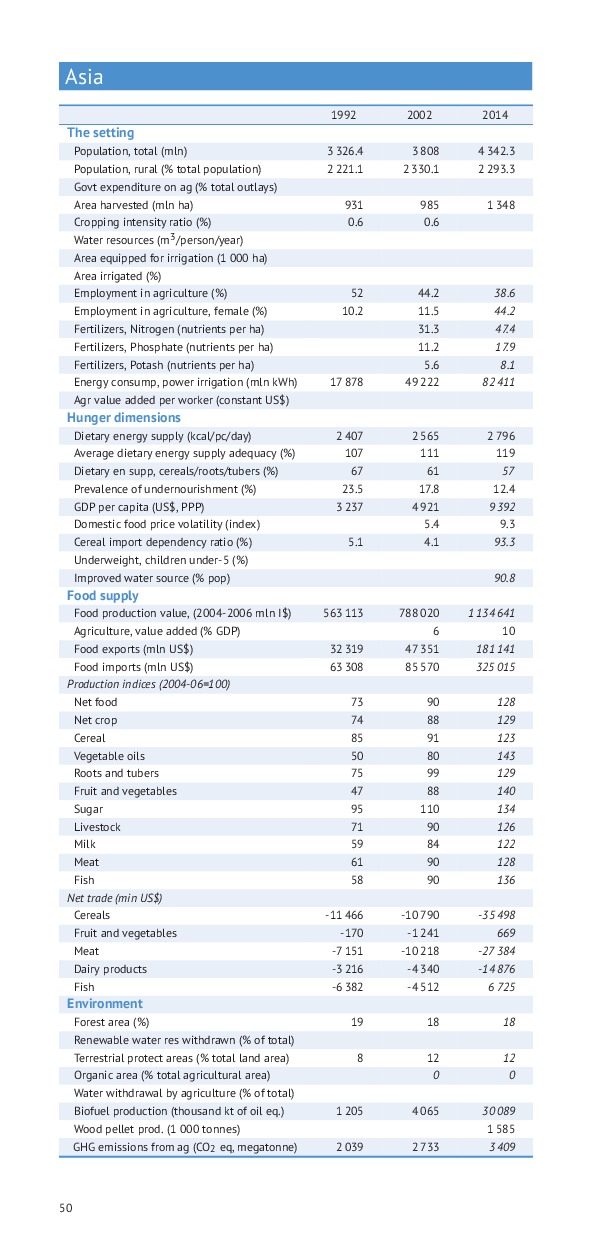 Asia
1992 2002 2014
The setting
Population, total (mln) 3 326.4 3 808 4 342.3
Population, rural (% total population) 2 221.1 2 330.1 2 293.3
Govt expenditure on ag (% total outlays)
Area harvested (mln ha) 931 985 1 348
Cropping intensity ratio (%) 0.6 0.6
Water resources (m³/person/year)
Area equipped for irrigation (1 000 ha)
Area irrigated (%)
Employment in agriculture (%) 52 44.2 38.6
Employment in agriculture, female (%) 10.2 11.5 44.2
Fertilizers, Nitrogen (nutrients per ha) 31.3 47.4
Fertilizers, Phosphate (nutrients per ha) 11.2 17.9
Fertilizers, Potash (nutrients per ha) 5.6 8.1
Energy consump, power irrigation (mln kWh) 17 878 49 222 82 411
Agr value added per worker (constant US$)
Hunger dimensions
Dietary energy supply (kcal/pc/day) 2 407 2 565 2 796
Average dietary energy supply adequacy (%) 107 111 119
Dietary en supp, cereals/roots/tubers (%) 67 61 57
Prevalence of undernourishment (%) 23.5 17.8 12.4
GDP per capita (US$, PPP) 3 237 4 921 9 392
Domestic food price volatility (index) 5.4 9.3
Cereal import dependency ratio (%) 5.1 4.1 93.3
Underweight, children under-5 (%)
Improved water source (% pop) 90.8
Food supply
Food production value, (2004-2006 mln I$) 563 113 788 020 1 134 641
Agriculture, value added (% GDP) 6 10
Food exports (mln US$) 32 319 47 351 181 141
Food imports (mln US$) 63 308 85 570 325 015
Production indices (2004-06=100)
Net food 73 90 128
Net crop 74 88 129
Cereal 85 91 123
Vegetable oils 50 80 143
Roots and tubers 75 99 129
Fruit and vegetables 47 88 140
Sugar 95 110 134
Livestock 71 90 126
Milk 59 84 122
Meat 61 90 128
Fish 58 90 136
Net trade (min US$)
Cereals -11 466 -10 790 -35 498
Fruit and vegetables -170 -1 241 669
Meat -7 151 -10 218 -27 384
Dairy products -3 216 -4 340 -14 876
Fish -6 382 -4 512 6 725
Environment
Forest area (%) 19 18 18
Renewable water res withdrawn (% of total)
Terrestrial protect areas (% total land area) 8 12 12
Organic area (% total agricultural area) 0 0
Water withdrawal by agriculture (% of total)
Biofuel production (thousand kt of oil eq.) 1 205 4 065 30 089
Wood pellet prod. (1 000 tonnes) 1 585
GHG emissions from ag (CO₂ eq, megatonne) 2 039 2 733 3 409
50